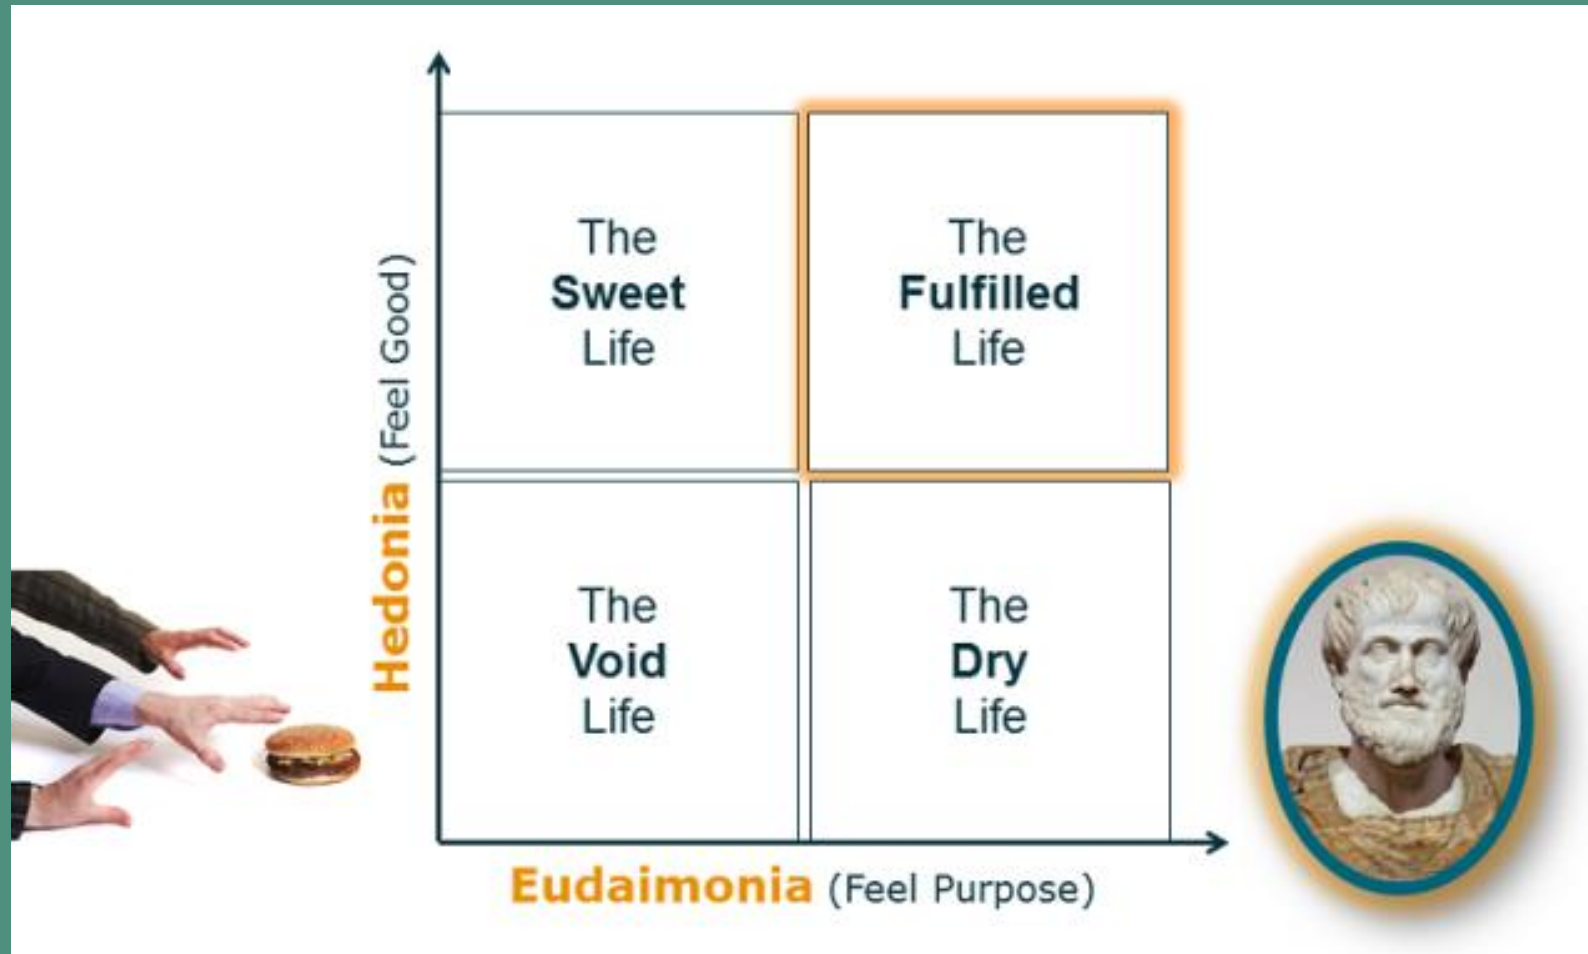 The
Sweet
Life
The
Fulfilled
Life
The
Void
Life
The
Dry
Life
Hedonia (Feel Good)
Eudaimonia (Feel Purpose)